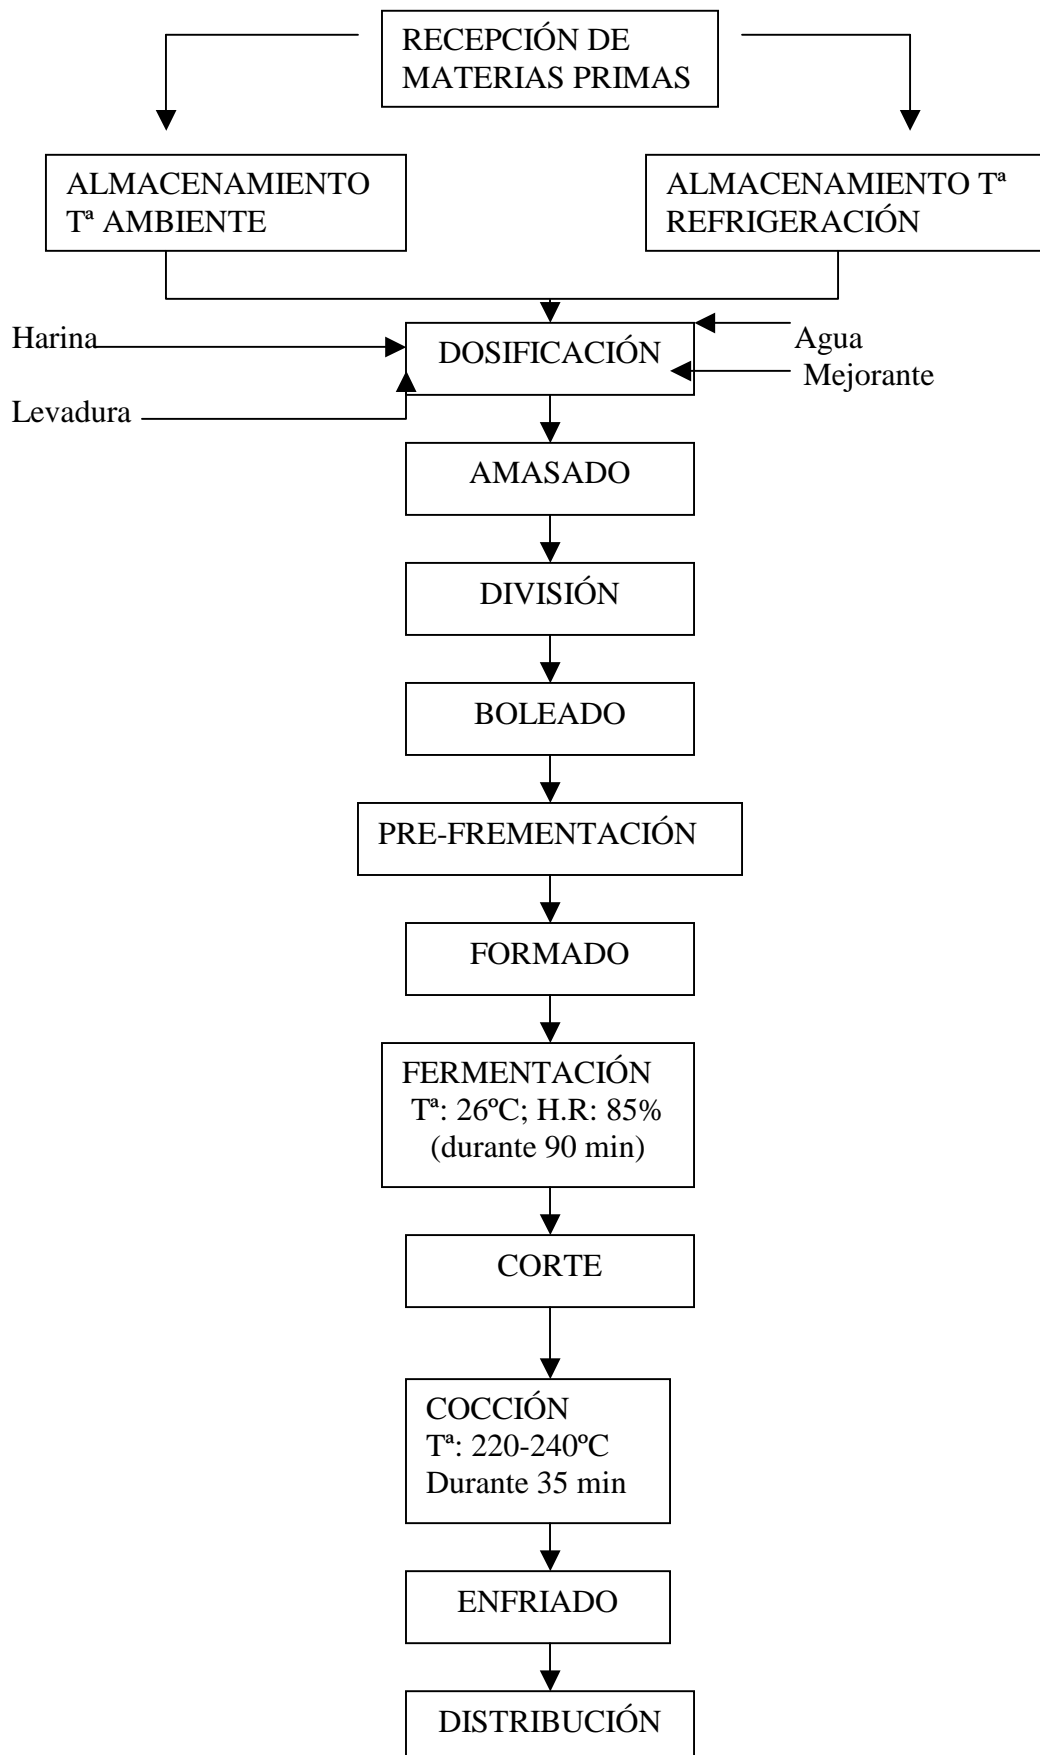 RECEPCIÓN DE
MATERIAS PRIMAS
ALMACENAMIENTO
Tª AMBIENTE
ALMACENAMIENTO Tª
REFRIGERACIÓN
Harina
DOSIFICACIÓN
Agua
Mejorante
Levadura
AMASADO
DIVISIÓN
BOLEADO
PRE-FREMENTACIÓN
FORMADO
FERMENTACIÓN
Tª: 26ºC; H.R: 85%
(durante 90 min)
CORTE
COCCIÓN
Tª: 220-240ºC
Durante 35 min
ENFRIADO
DISTRIBUCIÓN